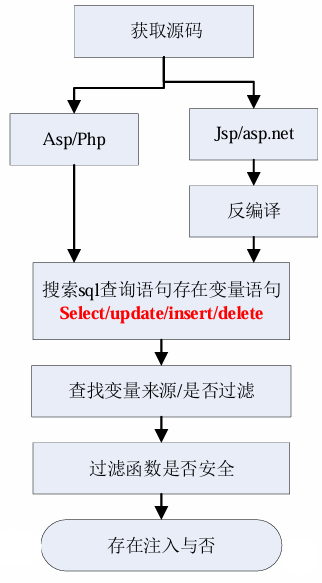 获取源码
Asp/Php
Jsp/asp.net
反编译
搜索sql查询语句存在变量语句
Select/update/insert/delete
查找变量来源/是否过滤
过滤函数是否安全
存在注入与否